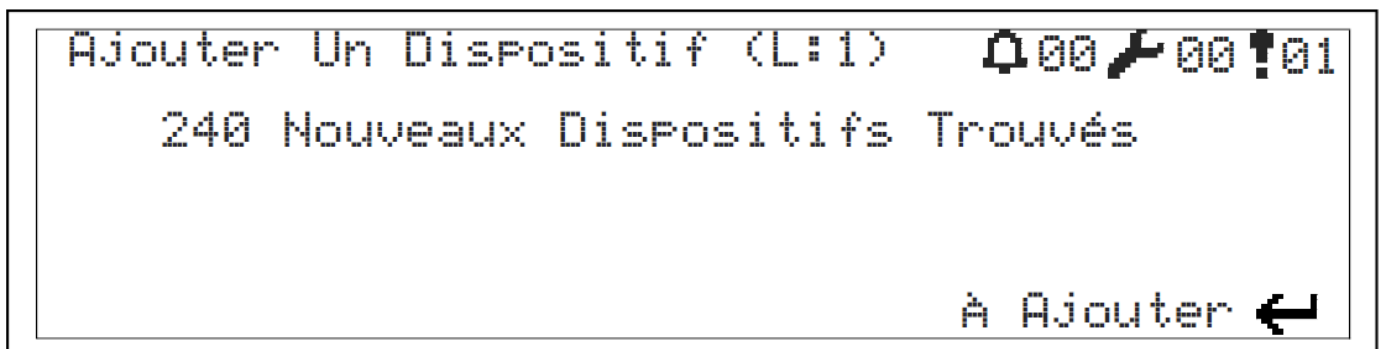 Ajouter Un Dispositif (L:1) 00 00 01
240 Nouveaux Dispositifs Trouvés
À Ajouter